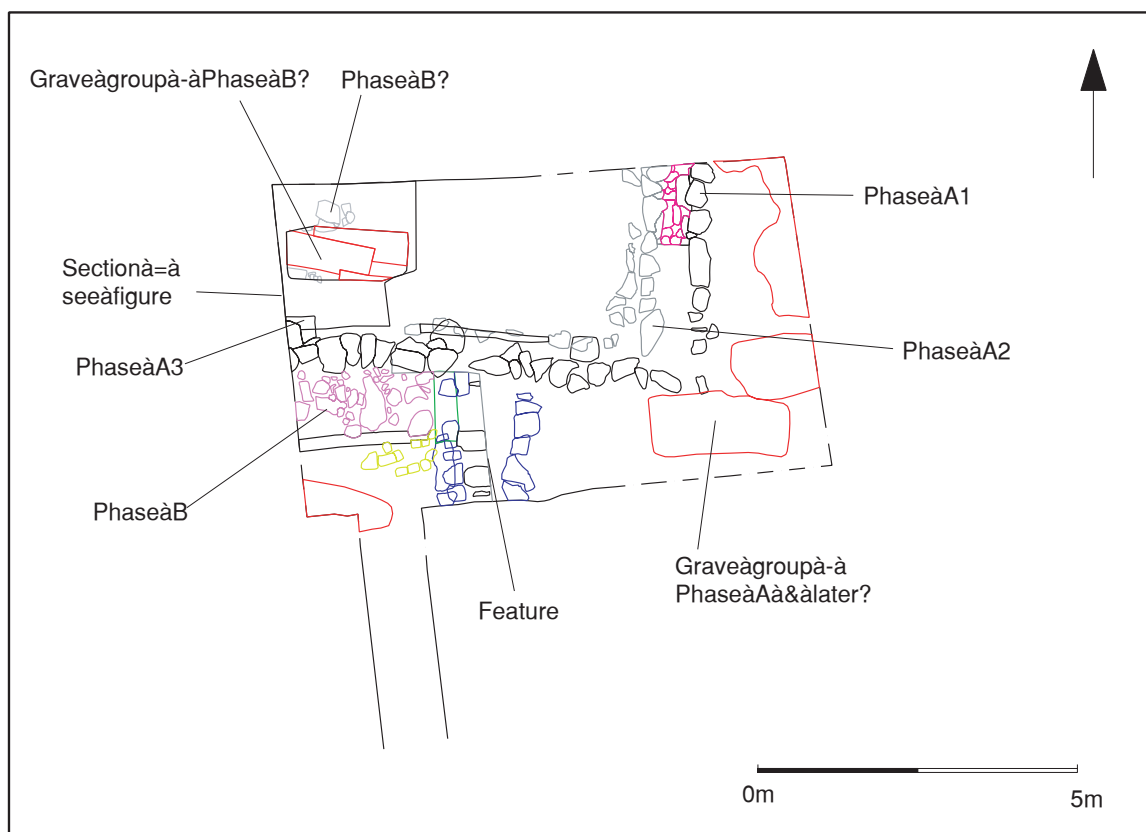 Graveàgroupà-àPhaseàB?
PhaseàB?
PhaseàA1
Sectionà=à
seeàfigure
PhaseàA2
PhaseàA3
PhaseàB
Graveàgroupà-à
PhaseàAà&àlater?
Feature
0m
5m